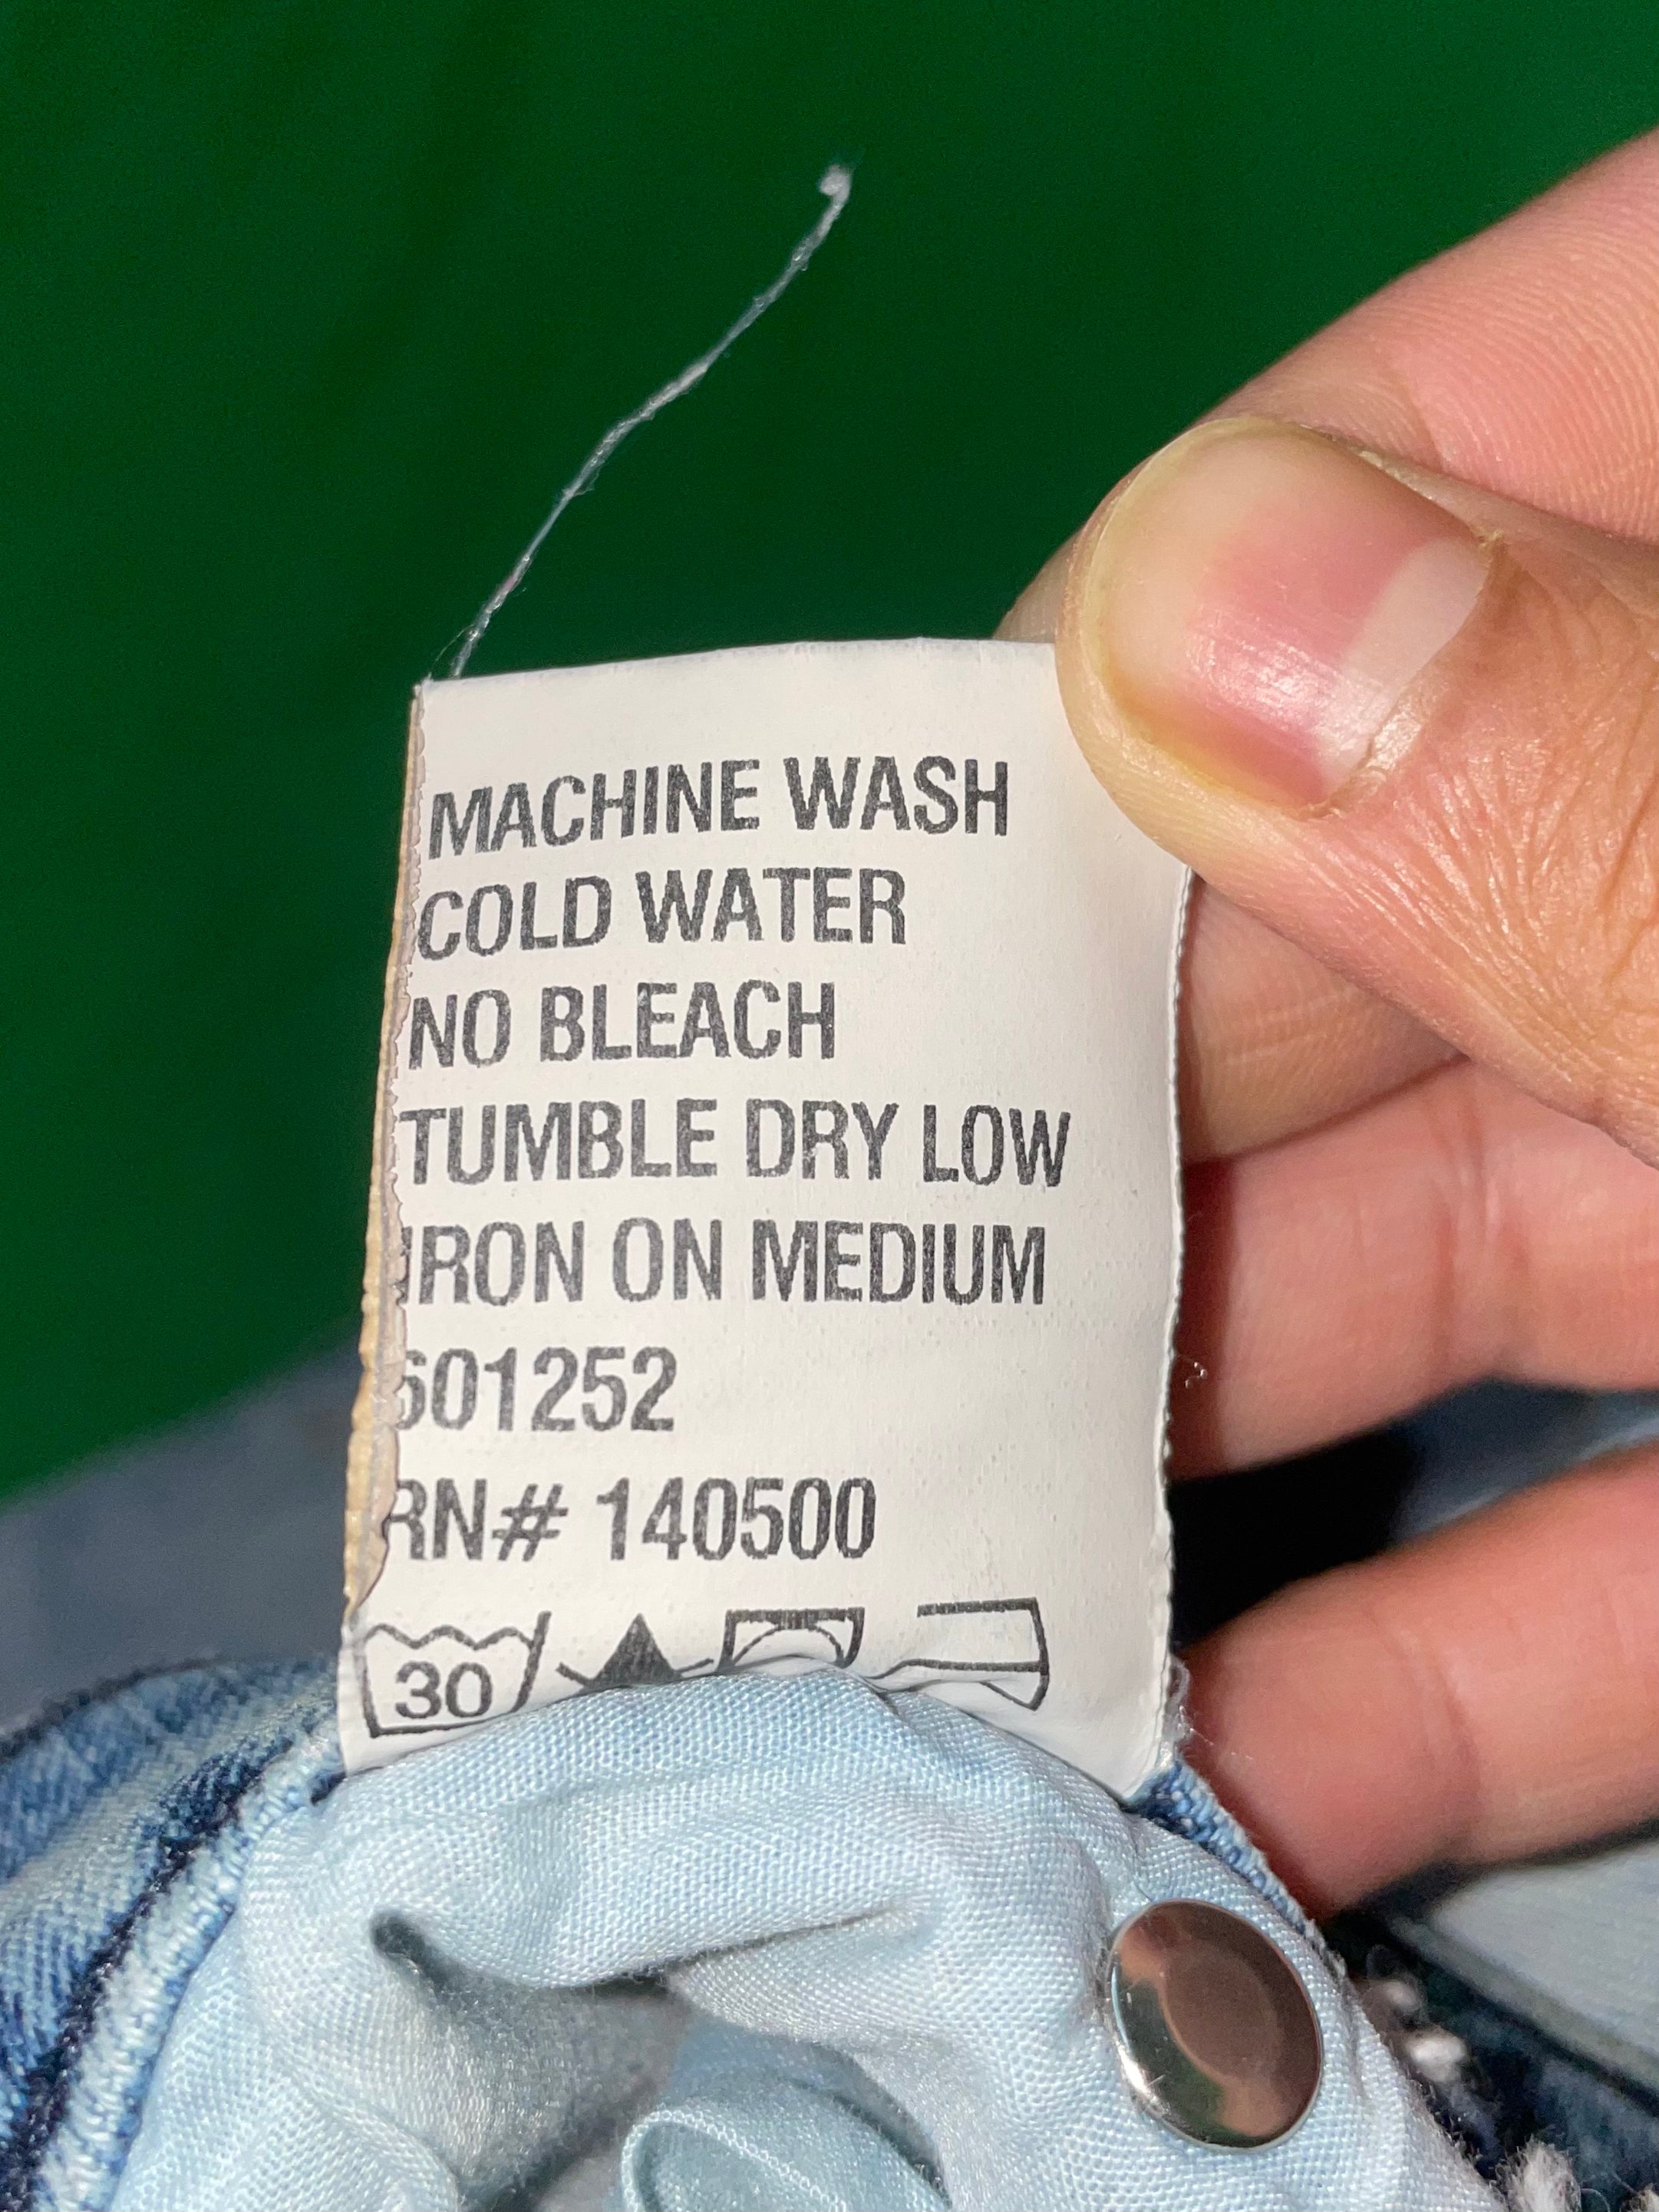 MACHINE WASH
COLD WATER
NO BLEACH
TUMBLE DRY LOW
IRON ON MEDIUM
601252
RN# 140500
30